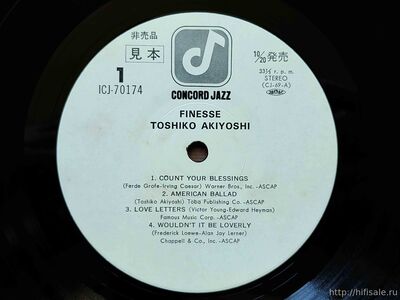 非売品
見本
1
ICJ-70174
CONCORD JAZZ
10/20発売
33⅓ r.p.m.
STEREO
(CJ-69-A)
FINESSE
TOSHIKO AKIYOSHI
1. COUNT YOUR BLESSINGS
(Ferde Grofe-Irving Caesar) Warner Bros., Inc. -ASCAP
2. AMERICAN BALLAD
(Toshiko Akiyoshi) Toba Publishing Co. -ASCAP
3. LOVE LETTERS (Victor Young-Edward Heyman)
Famous Music Corp. -ASCAP
4. WOULDN'T IT BE LOVERLY
(Frederick Loewe-Alan Jay Lerner)
Chappell & Co., Inc. -ASCAP
http://hifisale.ru